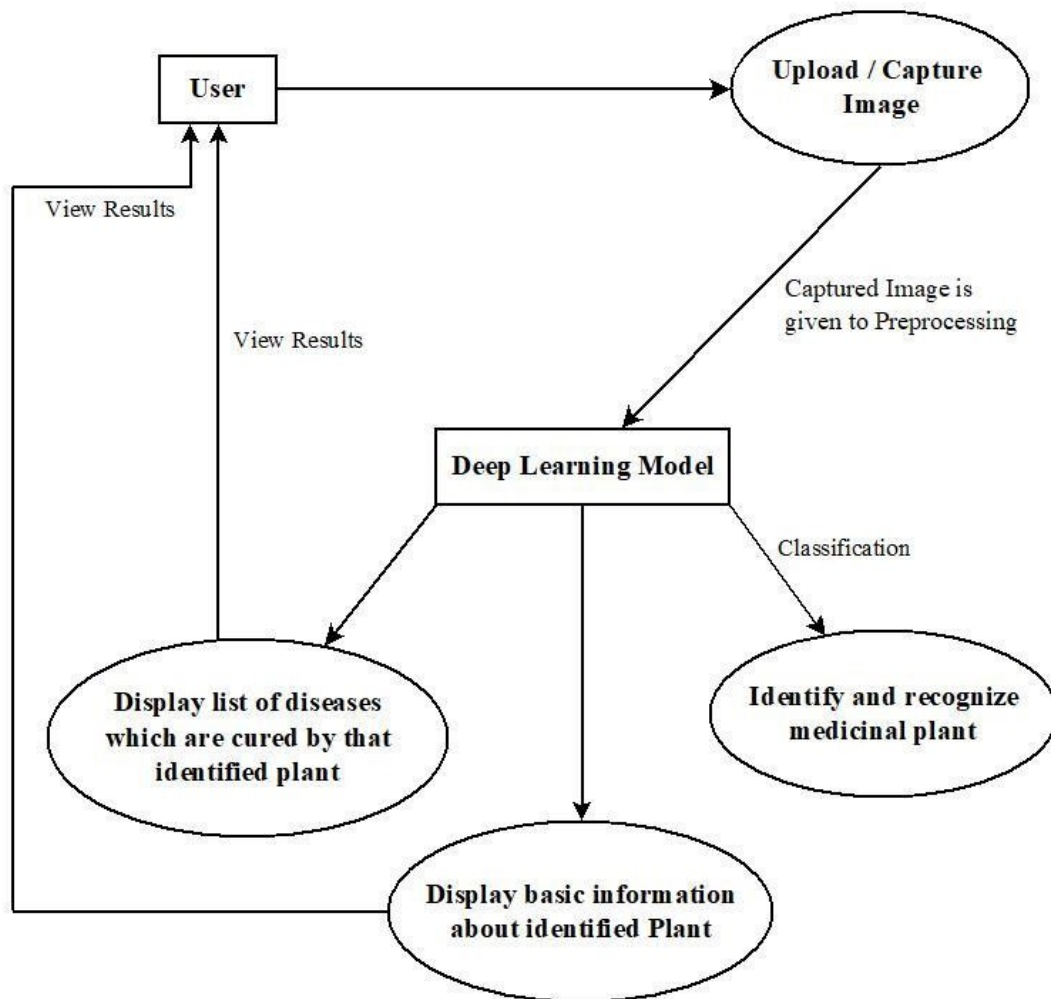 User
Upload / Capture
Image
View Results
View Results
Captured Image is
given to Preprocessing
Deep Learning Model
Classification
Display list of diseases
which are cured by that
identified plant
Identify and recognize
medicinal plant
Display basic information
about identified Plant